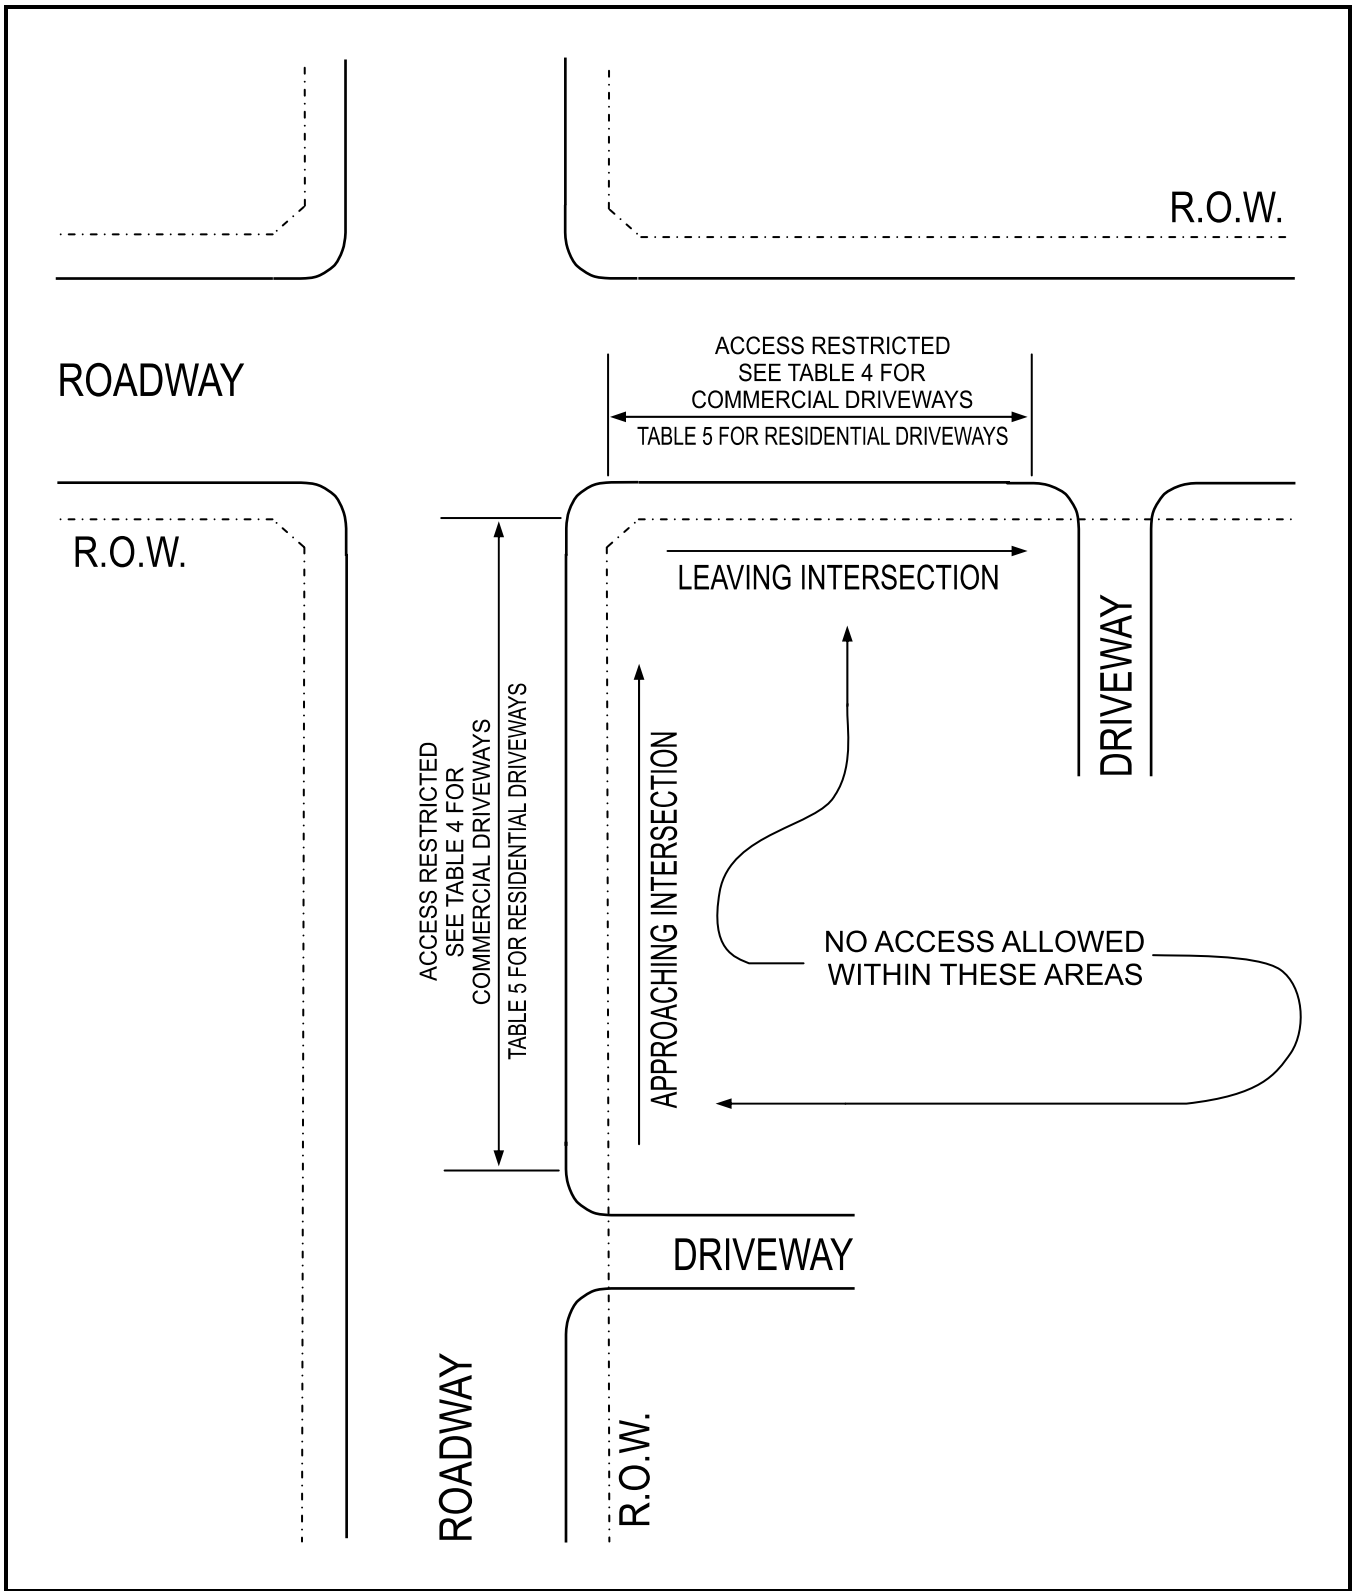 R.O.W.
ROADWAY
ACCESS RESTRICTED
SEE TABLE 4 FOR
COMMERCIAL DRIVEWAYS
TABLE 5 FOR RESIDENTIAL DRIVEWAYS
R.O.W.
LEAVING INTERSECTION
DRIVEWAY
ACCESS RESTRICTED
SEE TABLE 4 FOR
COMMERCIAL DRIVEWAYS
TABLE 5 FOR RESIDENTIAL DRIVEWAYS
APPROACHING INTERSECTION
NO ACCESS ALLOWED
WITHIN THESE AREAS
DRIVEWAY
ROADWAY
R.O.W.